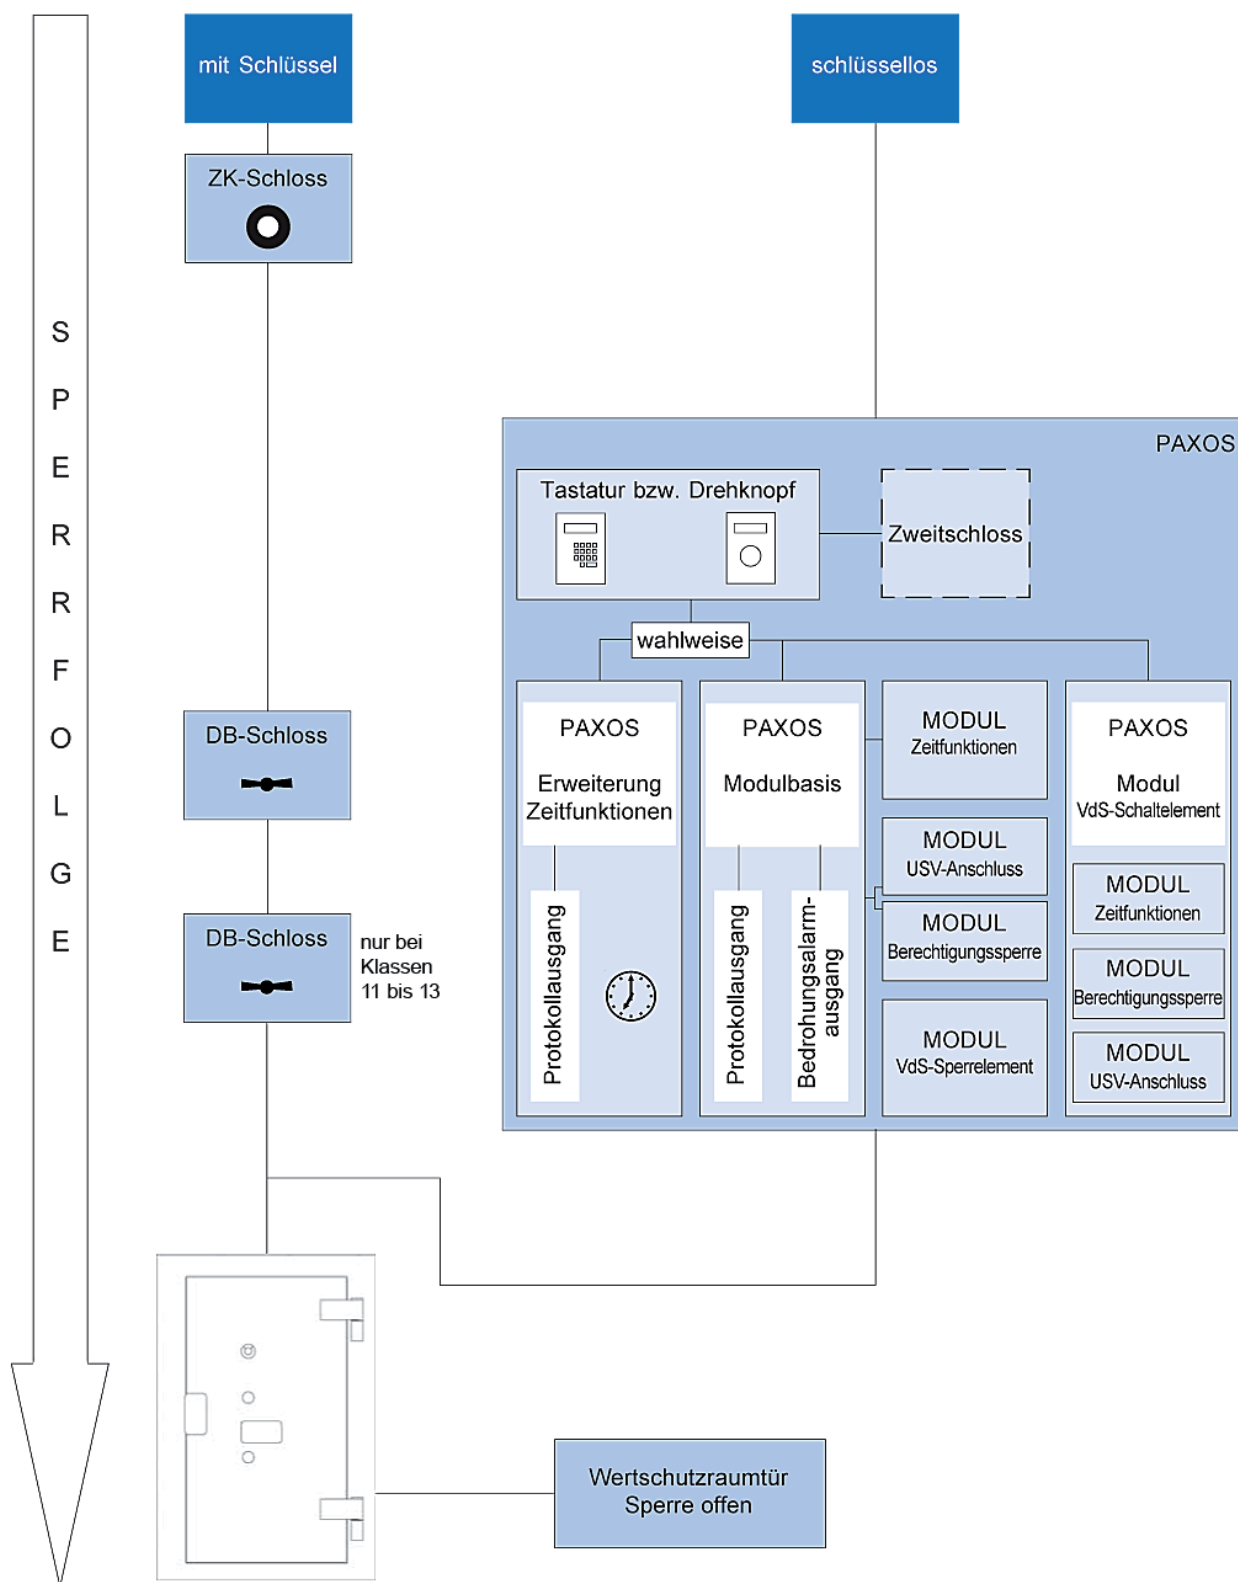 mit Schlüssel
schlüssellos
ZK-Schloss
SPERRFOLGE
PAXOS
Tastatur bzw. Drehknopf
Zweitschloss
wahlweise
DB-Schloss
DB-Schloss
nur bei
Klassen
11 bis 13
PAXOS
Erweiterung
Zeitfunktionen
Protokollausgang
PAXOS
Modulbasis
Protokollausgang
Bedrohungsalarm-
ausgang
MODUL
Zeitfunktionen
MODUL
USV-Anschluss
MODUL
Berechtigungssperre
MODUL
VdS-Sperrelement
PAXOS
Modul
VdS-Schaltelement
MODUL
Zeitfunktionen
MODUL
Berechtigungssperre
MODUL
USV-Anschluss
Wertschutzraumtür
Sperre offen